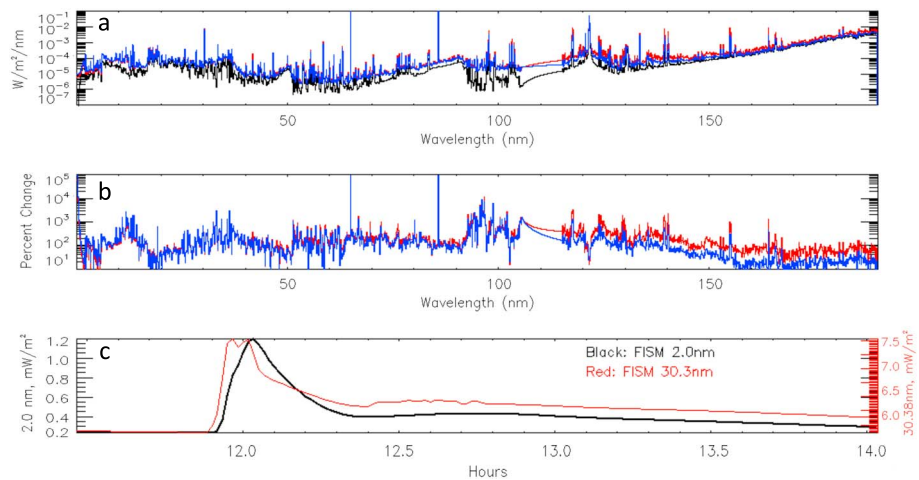 a
W/m²/nm
10⁻¹
10⁻²
10⁻³
10⁻⁴
10⁻⁵
10⁻⁶
10⁻⁷
50 100 150
Wavelength (nm)
b
Percent Change
10⁵
10⁴
10³
10²
10¹
50 100 150
Wavelength (nm)
c
2.0 nm, mW/m²
1.2
1.0
0.8
0.6
0.4
0.2
Black: FISM 2.0nm
Red: FISM 30.3nm
7.5
7.0
6.5
6.0
30.38nm, mW/m²
12.0 12.5 13.0 13.5 14.0
Hours